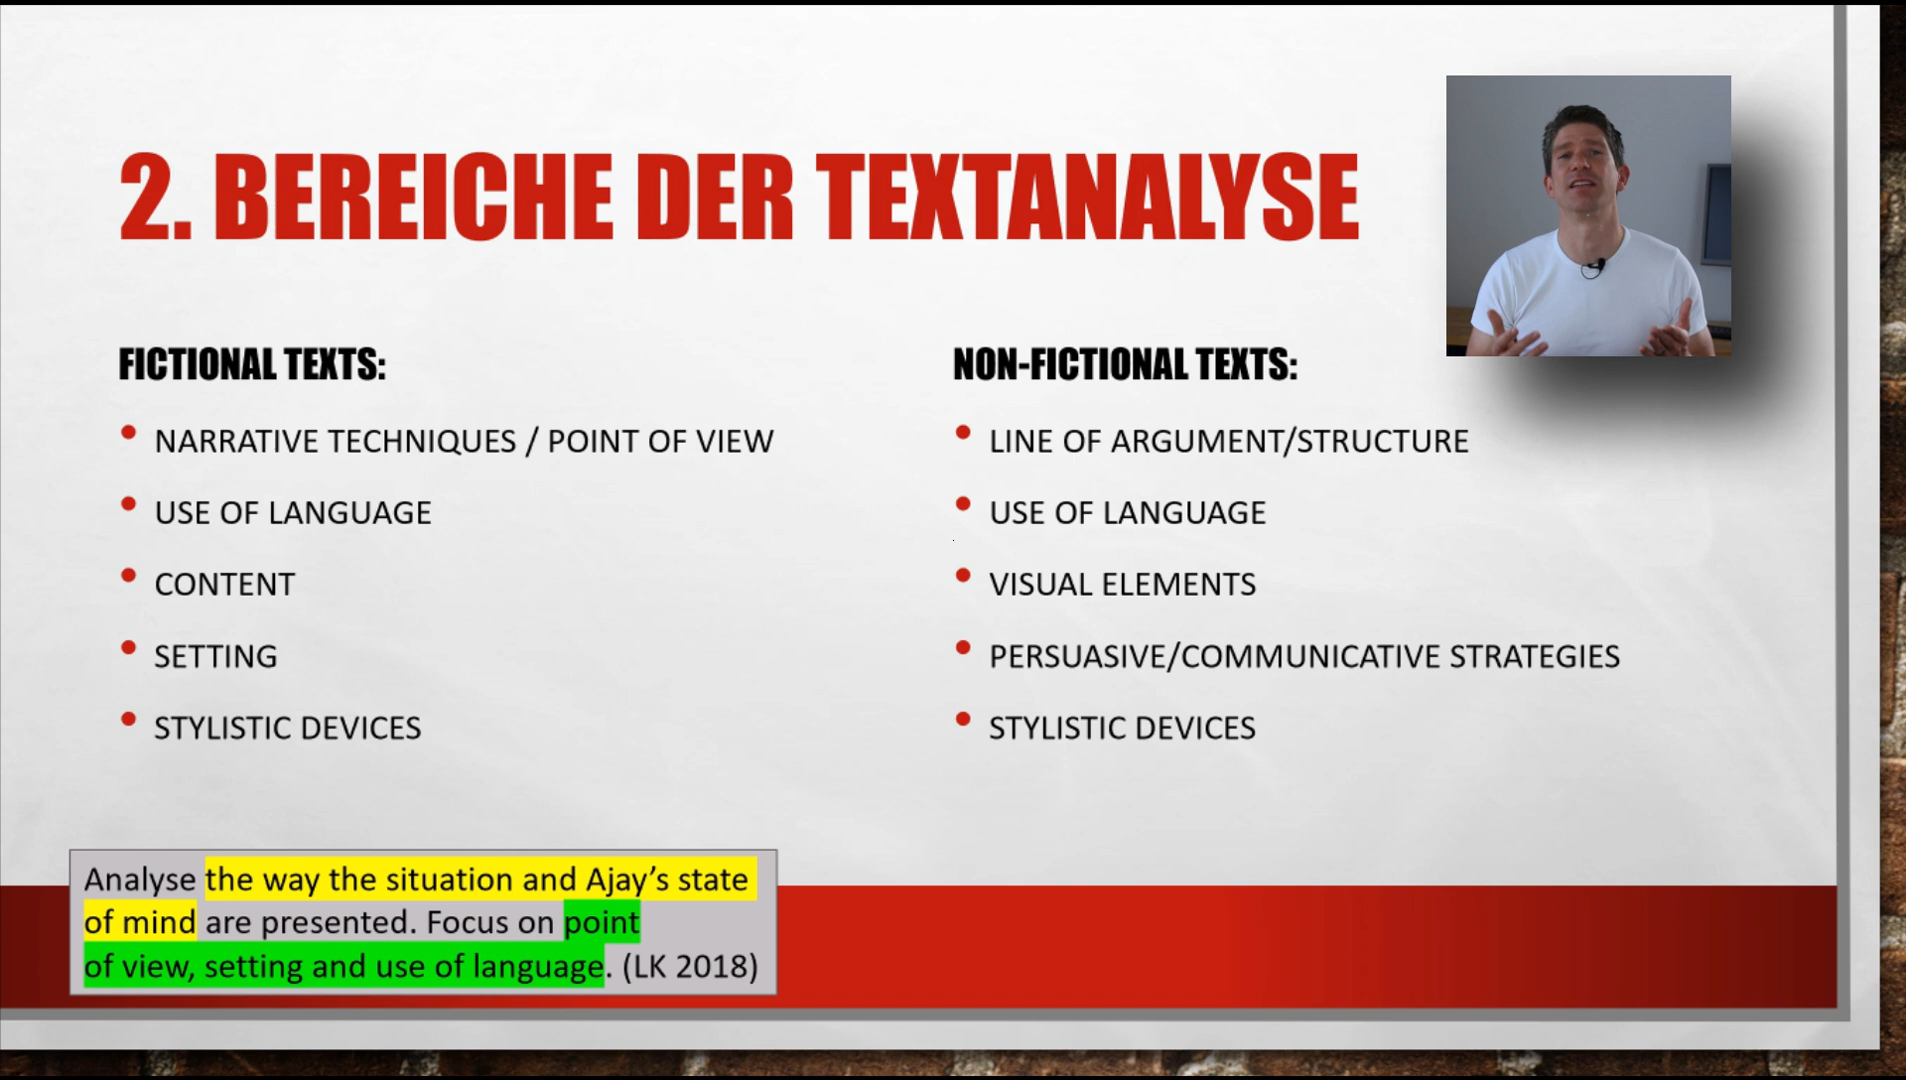 2. BEREICHE DER TEXTANALYSE
FICTIONAL TEXTS:
• NARRATIVE TECHNIQUES / POINT OF VIEW
• USE OF LANGUAGE
• CONTENT
• SETTING
• STYLISTIC DEVICES
NON-FICTIONAL TEXTS:
• LINE OF ARGUMENT/STRUCTURE
• USE OF LANGUAGE
• VISUAL ELEMENTS
• PERSUASIVE/COMMUNICATIVE STRATEGIES
• STYLISTIC DEVICES
Analyse the way the situation and Ajay’s state
of mind are presented. Focus on point
of view, setting and use of language. (LK 2018)